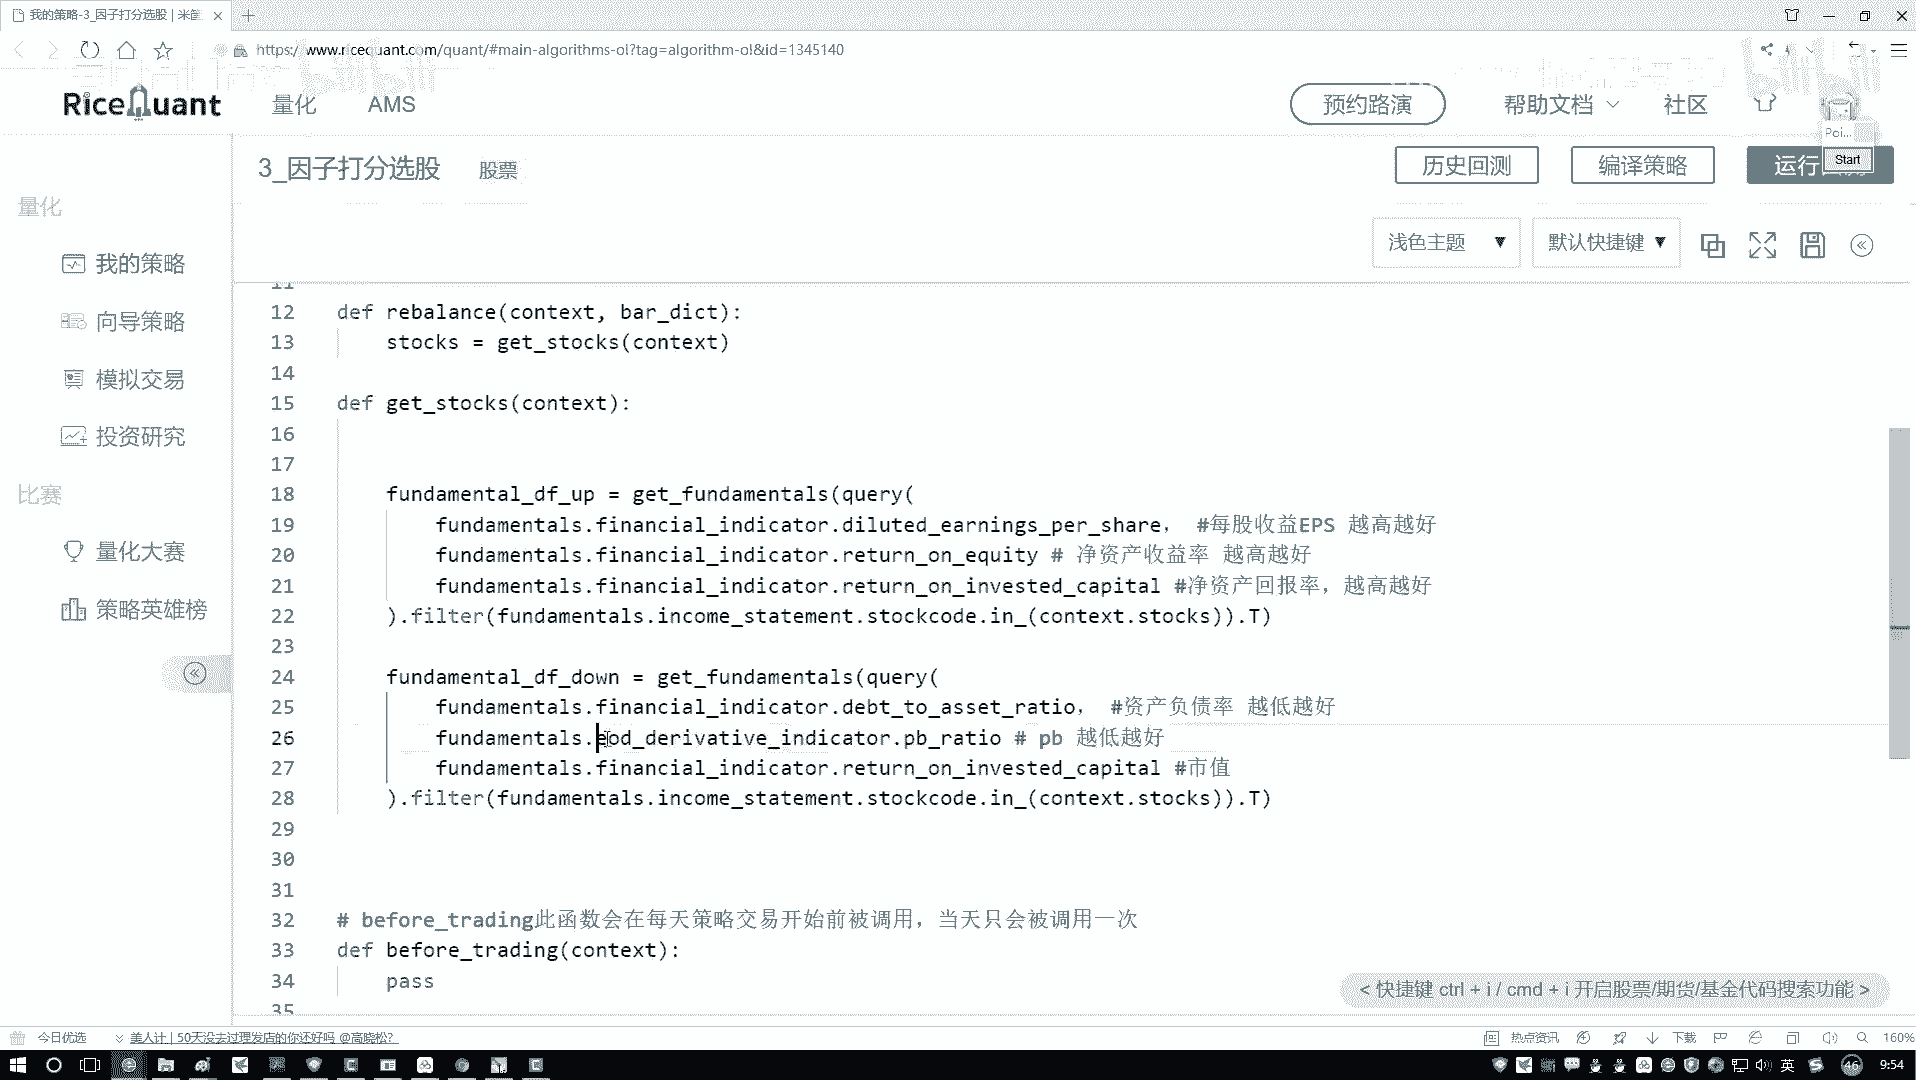 我的策略-3_因子打分选股 | 米筐
https://www.ricequant.com/quant/#main-algorithms-ol?tag=algorithm-ol&id=1345140
RiceQuant 量化 AMS 预约路演 帮助文档 社区
Poi...
Start
3_因子打分选股 股票 历史回测 编译策略 运行
浅色主题 ▼ 默认快捷键 ▼
量化
我的策略
向导策略
模拟交易
投资研究
比赛
量化大赛
策略英雄榜
11
12 def rebalance(context, bar_dict):
13 stocks = get_stocks(context)
14
15 def get_stocks(context):
16
17
18 fundamental_df_up = get_fundamentals(query(
19 fundamentals.financial_indicator.diluted_earnings_per_share， #每股收益EPS 越高越好
20 fundamentals.financial_indicator.return_on_equity # 净资产收益率 越高越好
21 fundamentals.financial_indicator.return_on_invested_capital #净资产回报率，越高越好
22 ).filter(fundamentals.income_statement.stockcode.in_(context.stocks)).T)
23
24 fundamental_df_down = get_fundamentals(query(
25 fundamentals.financial_indicator.debt_to_asset_ratio， #资产负债率 越低越好
26 fundamentals.eod_derivative_indicator.pb_ratio # pb 越低越好
27 fundamentals.financial_indicator.return_on_invested_capital #市值
28 ).filter(fundamentals.income_statement.stockcode.in_(context.stocks)).T)
29
30
31
32 # before_trading此函数会在每天策略交易开始前被调用，当天只会被调用一次
33 def before_trading(context):
34 pass
35
< 快捷键 ctrl + i / cmd + i 开启股票/期货/基金代码搜索功能 >
今日优选 美人计 | 50天没去过理发店的你还好吗 @高晓松? 热点资讯 下载 160%
英 46 9:54